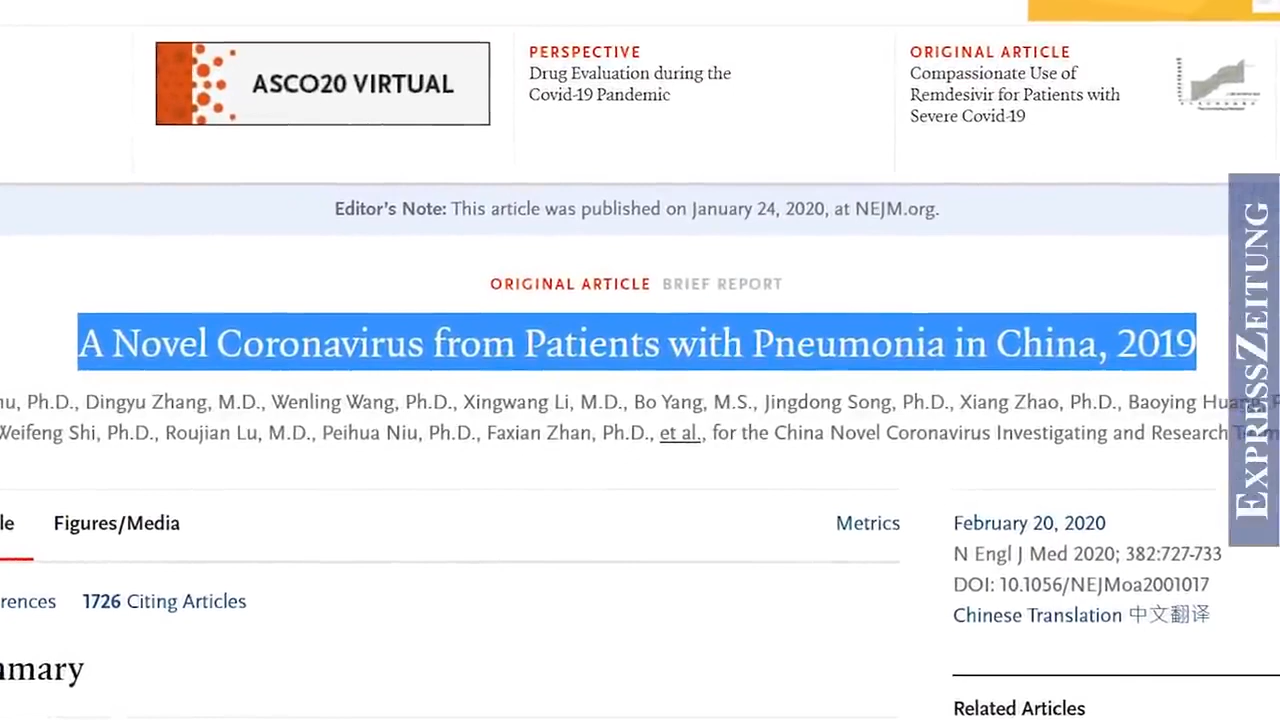 ASCO20 VIRTUAL
PERSPECTIVE
Drug Evaluation during the
Covid-19 Pandemic
ORIGINAL ARTICLE
Compassionate Use of
Remdesivir for Patients with
Severe Covid-19
Editor's Note: This article was published on January 24, 2020, at NEJM.org.
ORIGINAL ARTICLE BRIEF REPORT
A Novel Coronavirus from Patients with Pneumonia in China, 2019
Ph.D., Dingyu Zhang, M.D., Wenling Wang, Ph.D., Xingwang Li, M.D., Bo Yang, M.S., Jingdong Song, Ph.D., Xiang Zhao, Ph.D., Baoying Huang,
Weifeng Shi, Ph.D., Roujian Lu, M.D., Peihua Niu, Ph.D., Faxian Zhan, Ph.D., et al., for the China Novel Coronavirus Investigating and Research
Figures/Media
Metrics
1726 Citing Articles
February 20, 2020
N Engl J Med 2020; 382:727-733
DOI: 10.1056/NEJMoa2001017
Chinese Translation 中文翻译
Related Articles
EXPRESSZEITUNG